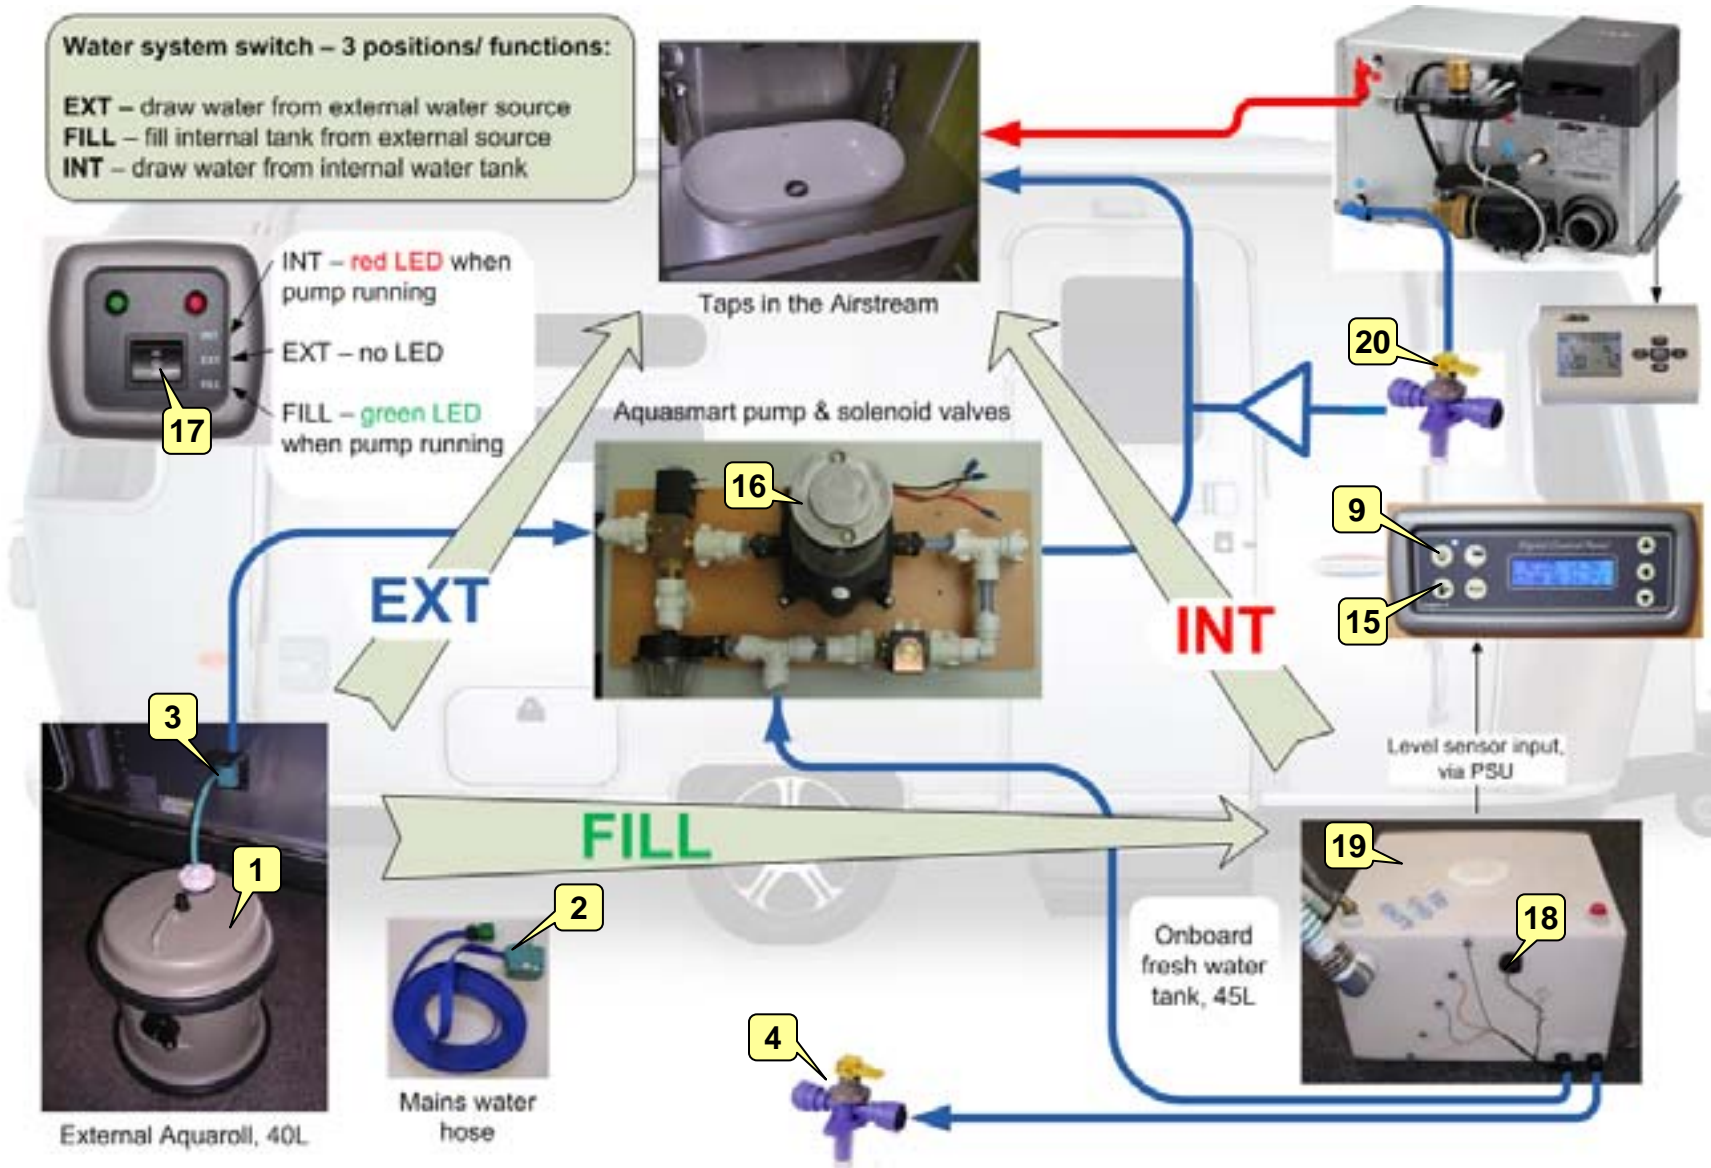 Water system switch – 3 positions/ functions:
EXT – draw water from external water source
FILL – fill internal tank from external source
INT – draw water from internal water tank
INT – red LED when
pump running
EXT – no LED
FILL – green LED
when pump running
INT
EXT
FILL
17
Taps in the Airstream
20
Aquasmart pump & solenoid valves
16
9
15
EXT
INT
3
Level sensor input,
via PSU
FILL
19
1
2
18
Onboard
fresh water
tank, 45L
4
Mains water
hose
External Aquaroll, 40L